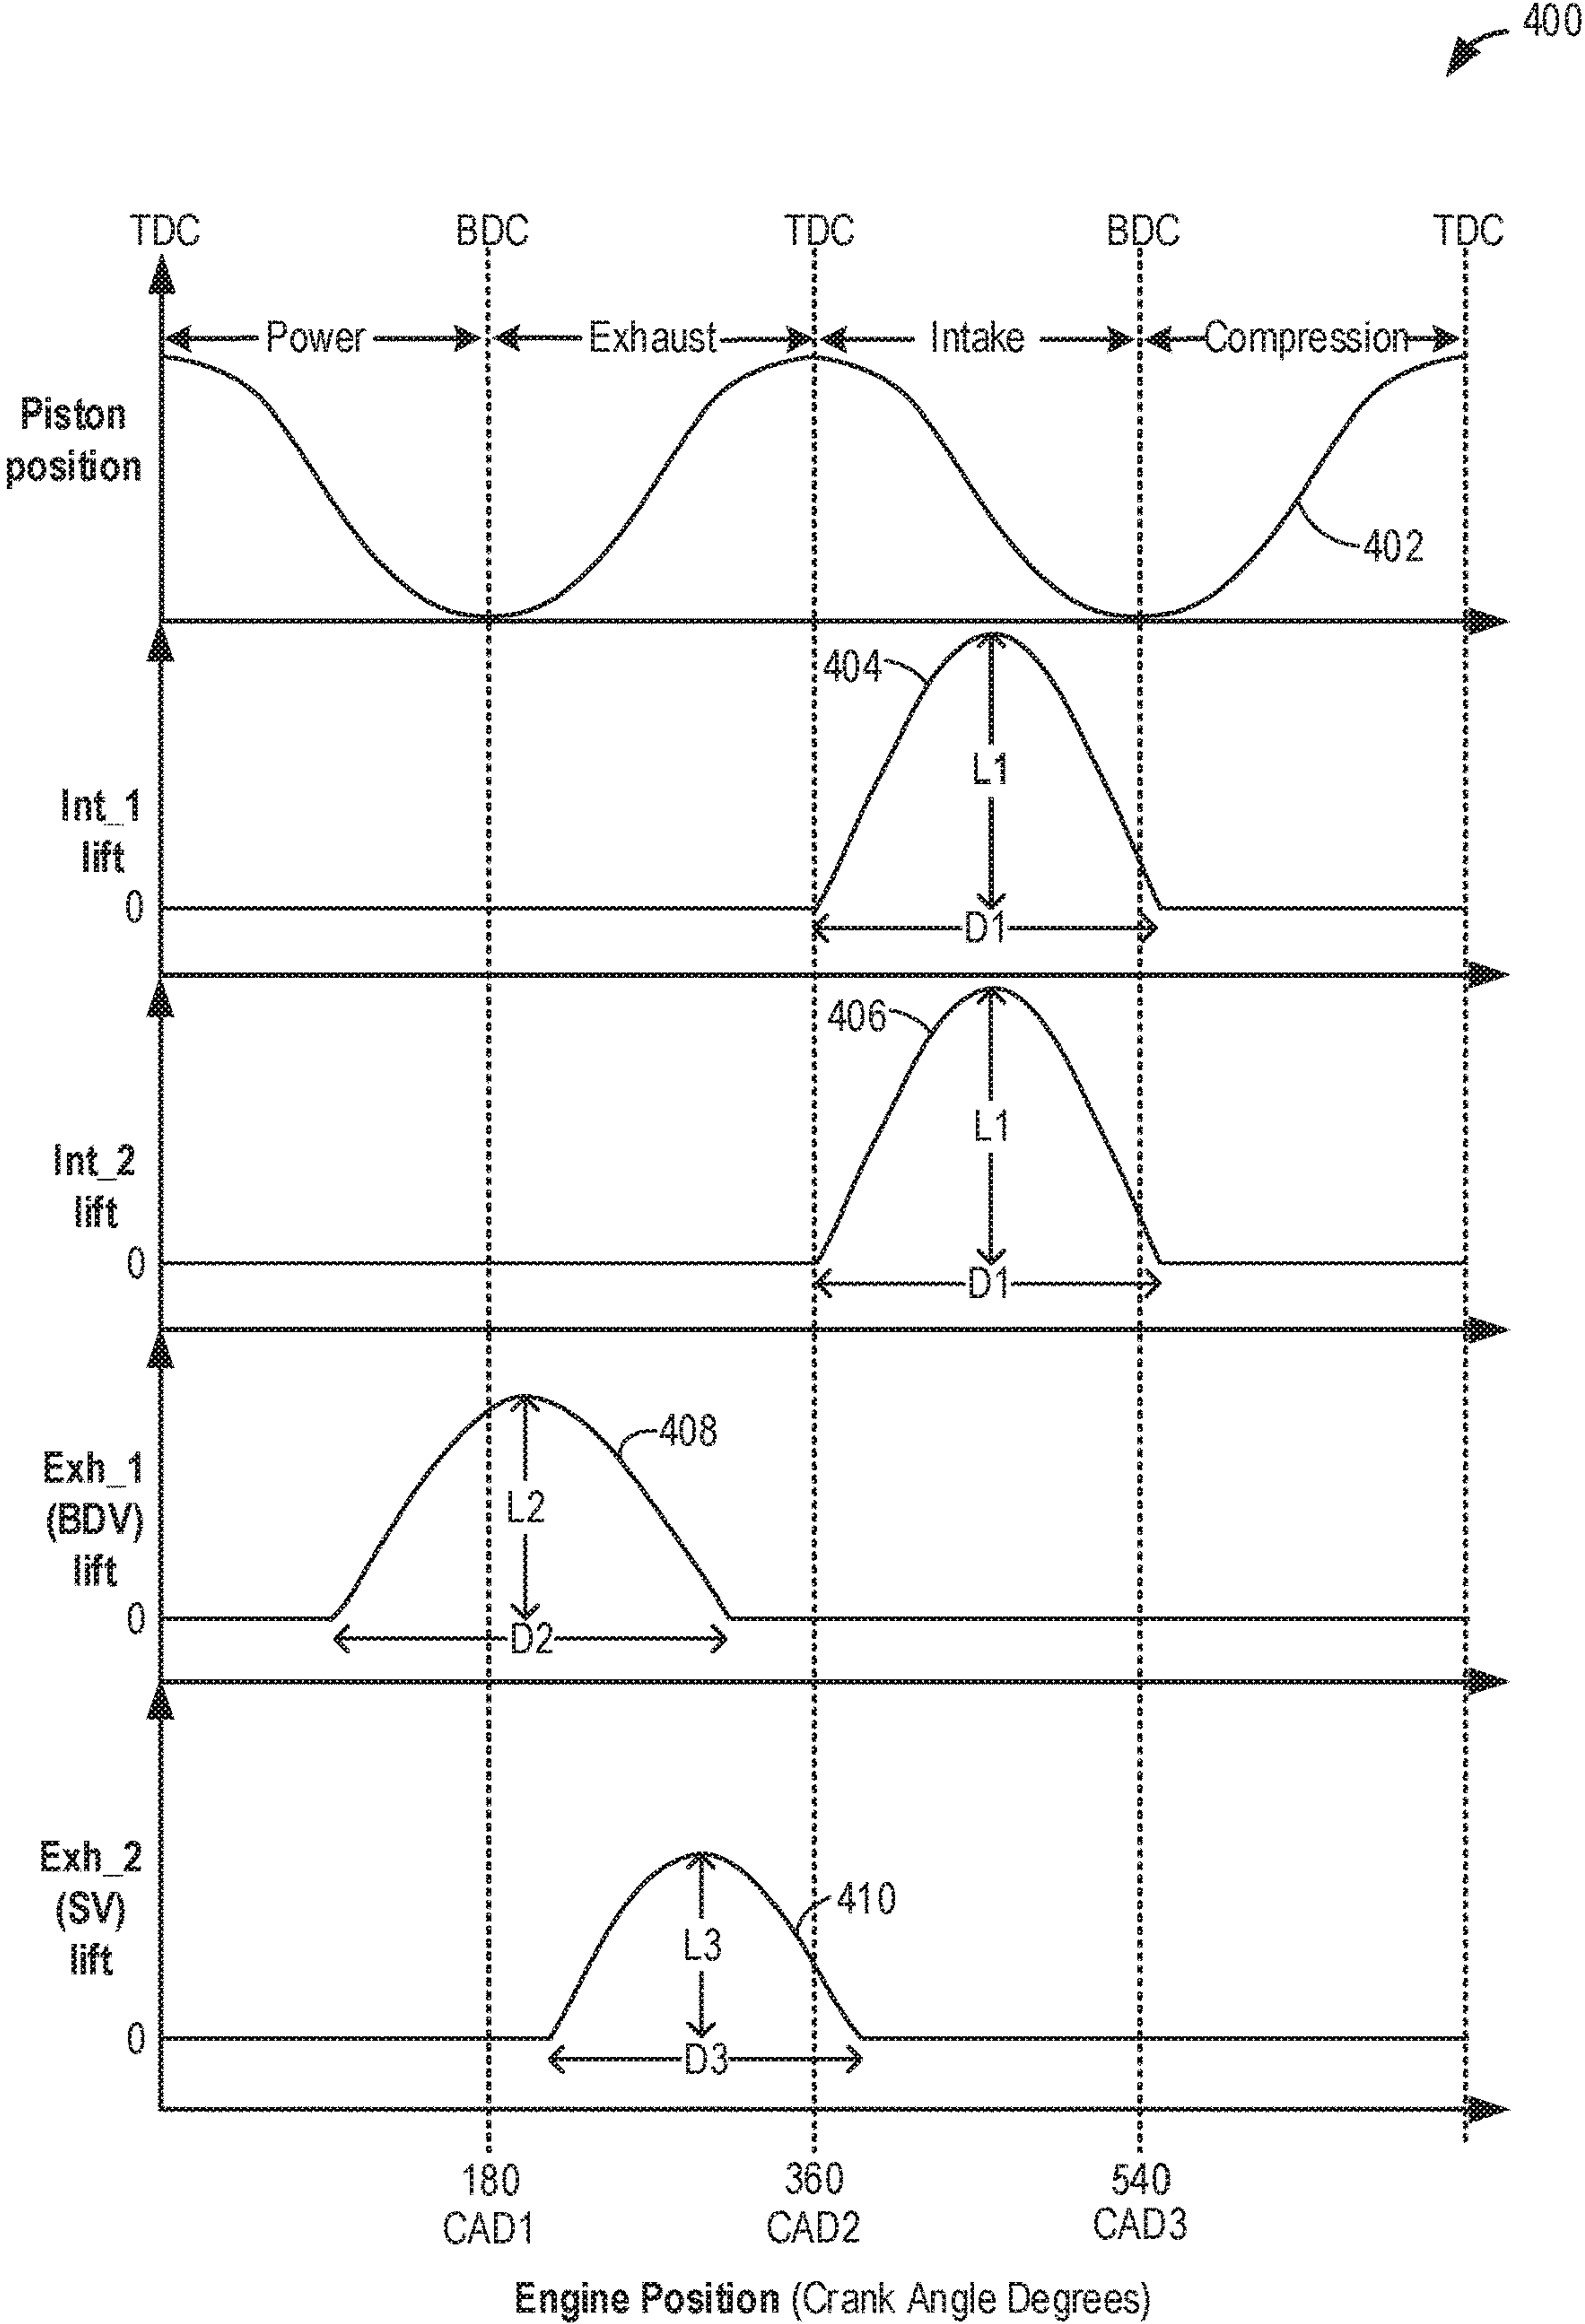 400
TDC
BDC
TDC
BDC
TDC
Power
Exhaust
Intake
Compression
Piston
position
402
404
L1
Int_1
lift
0
D1
406
L1
Int_2
lift
0
D1
408
Exh_1
(BDV)
lift
L2
0
D2
Exh_2
(SV)
lift
410
L3
0
D3
180
CAD1
360
CAD2
540
CAD3
Engine Position (Crank Angle Degrees)